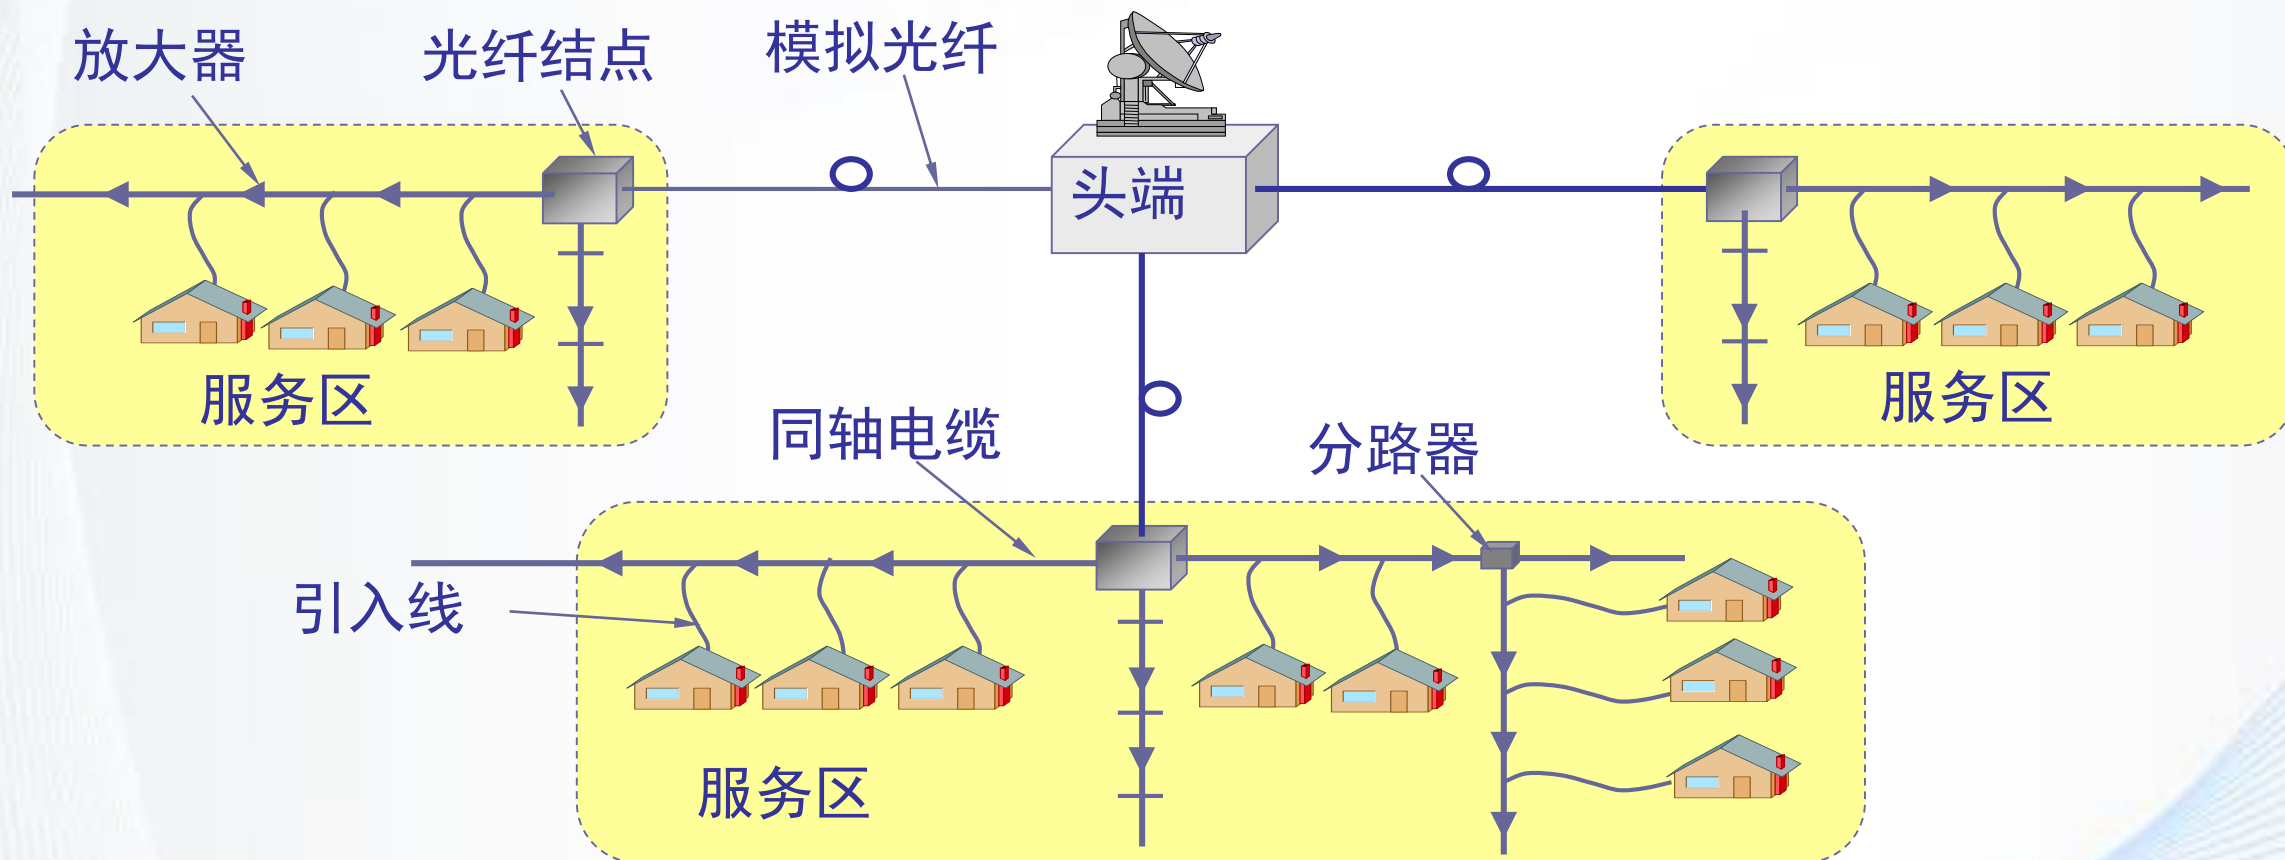 放大器
光纤结点
模拟光纤
头端
服务区
服务区
同轴电缆
分路器
引入线
服务区